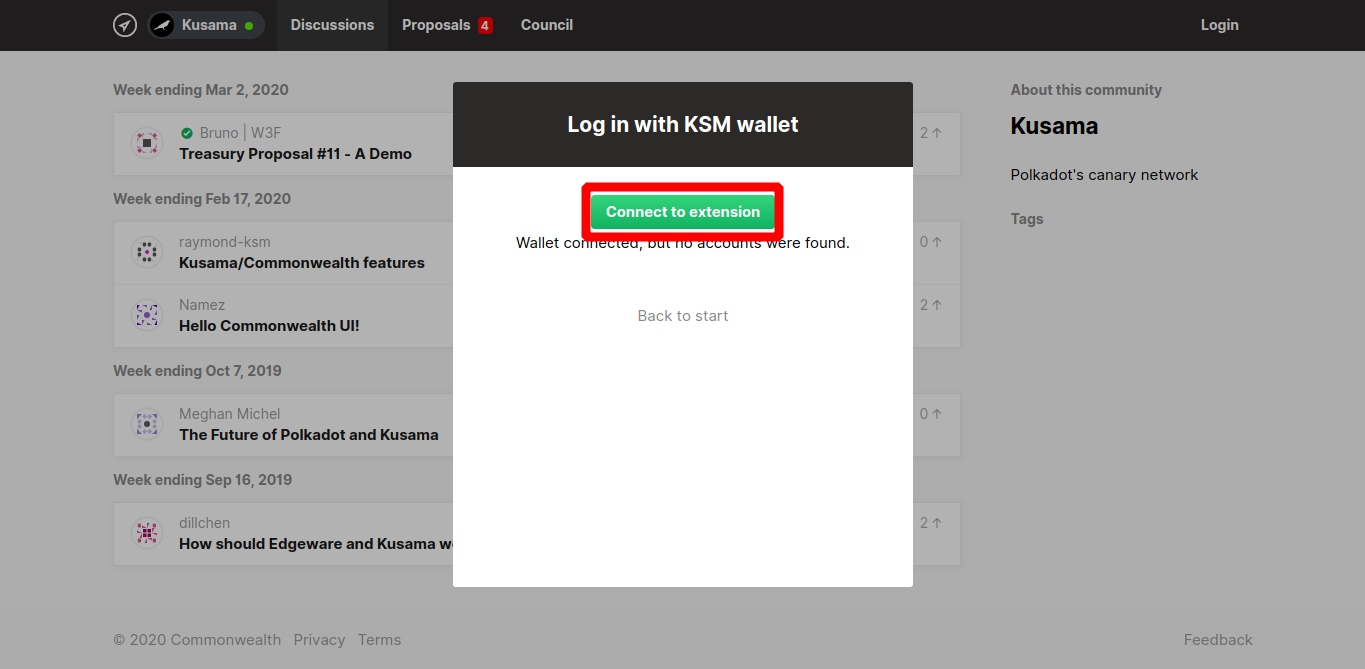 Kusama
Discussions
Proposals 4
Council
Login
Week ending Mar 2, 2020
Bruno | W3F
Treasury Proposal #11 - A Demo
2
Week ending Feb 17, 2020
raymond-ksm
Kusama/Commonwealth features
0
Namez
Hello Commonwealth UI!
2
Week ending Oct 7, 2019
Meghan Michel
The Future of Polkadot and Kusama
0
Week ending Sep 16, 2019
dillchen
How should Edgeware and Kusama w
2
Log in with KSM wallet
Connect to extension
Wallet connected, but no accounts were found.
Back to start
About this community
Kusama
Polkadot's canary network
Tags
© 2020 Commonwealth Privacy Terms
Feedback